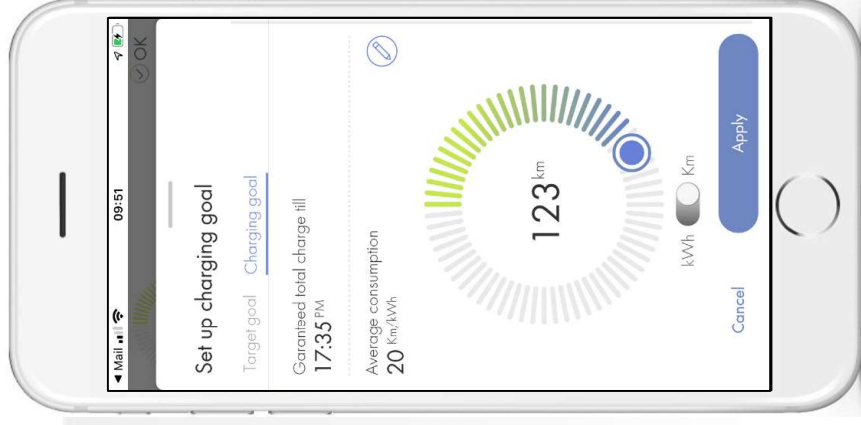 Mail 09:51
OK
Set up charging goal
Target goal Charging goal
Garantised total charge till
17:35 PM
Average consumption
20 Km/kWh
123 km
kWh Km
Cancel Apply